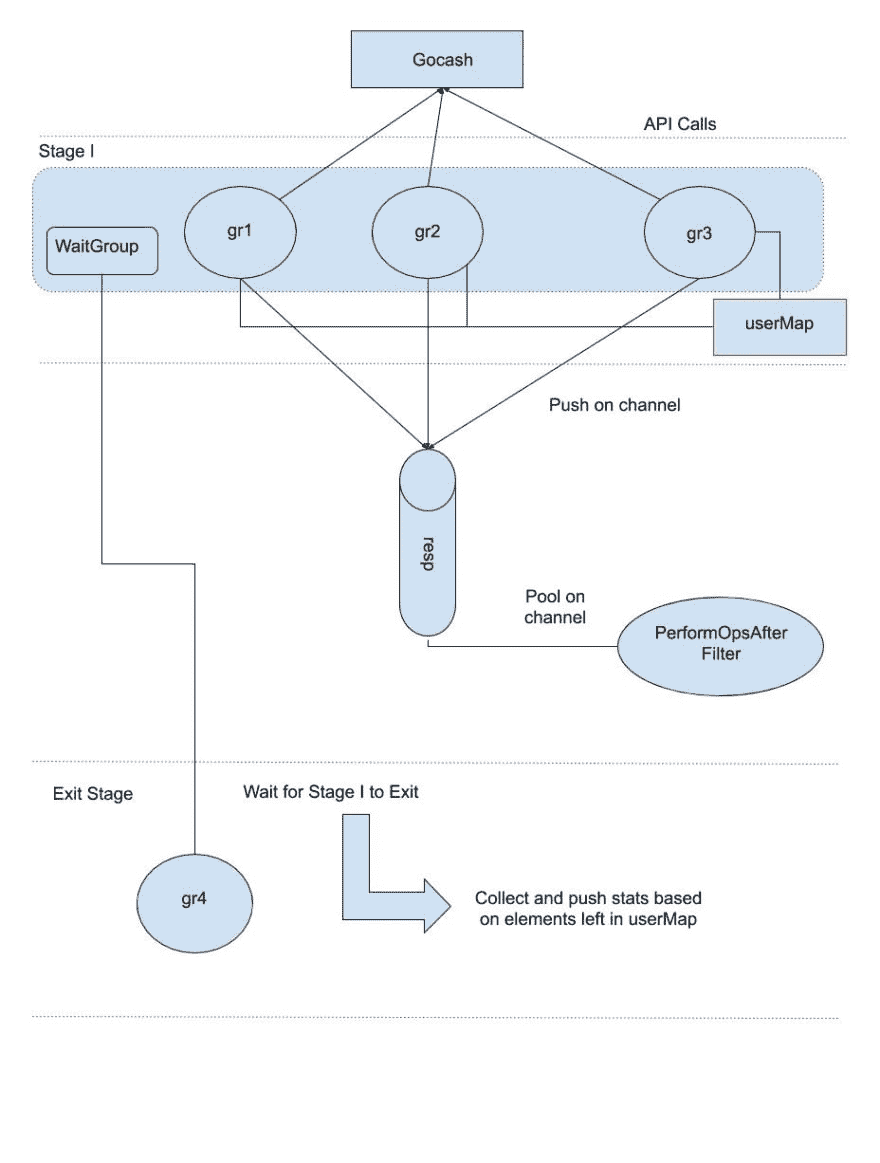 Gocash
API Calls
Stage I
WaitGroup
gr1
gr2
gr3
userMap
Push on channel
resp
Pool on
channel
PerformOpsAfter
Filter
Exit Stage
Wait for Stage I to Exit
gr4
Collect and push stats based
on elements left in userMap